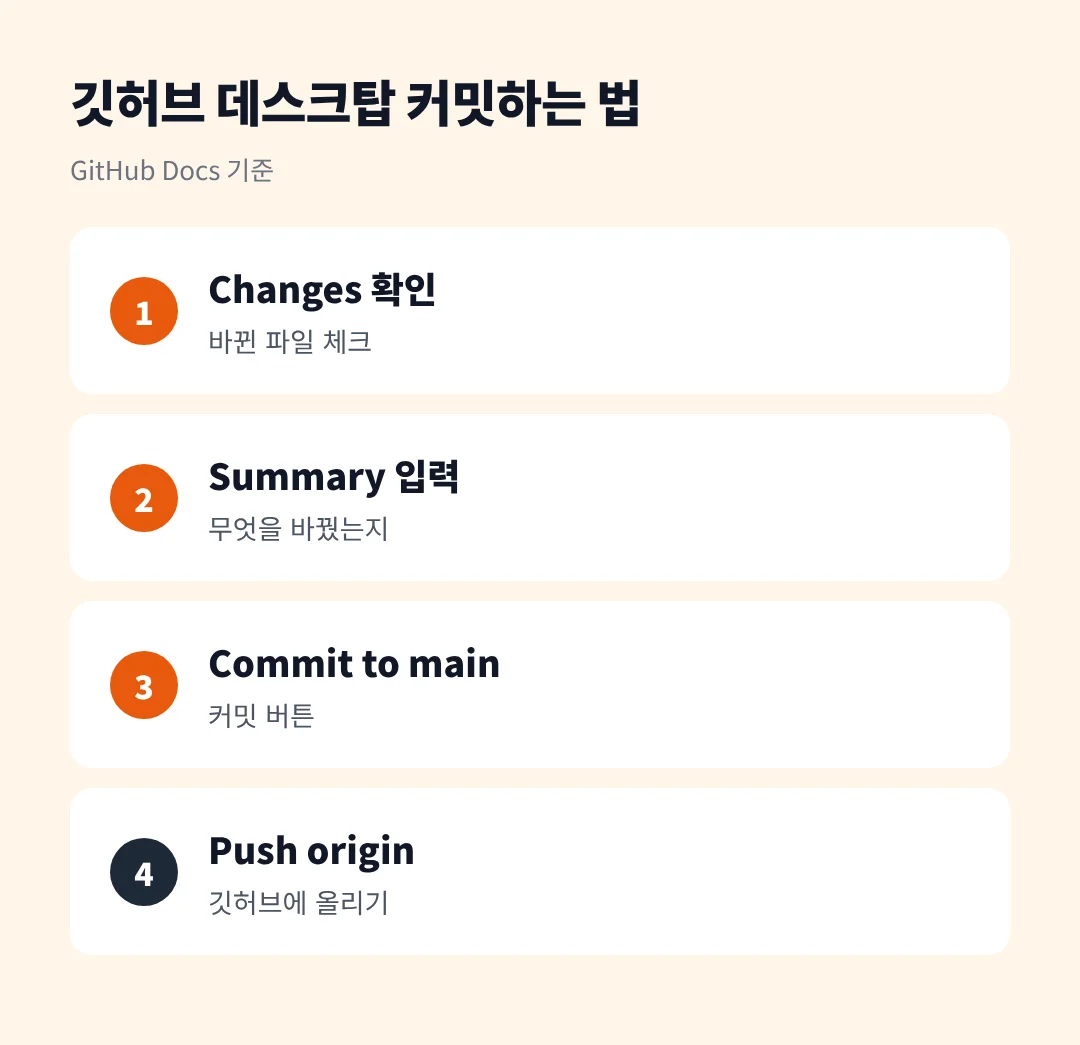 깃허브 데스크탑 커밋하는 법
GitHub Docs 기준
1
Changes 확인
바뀐 파일 체크
2
Summary 입력
무엇을 바꿨는지
3
Commit to main
커밋 버튼
4
Push origin
깃허브에 올리기